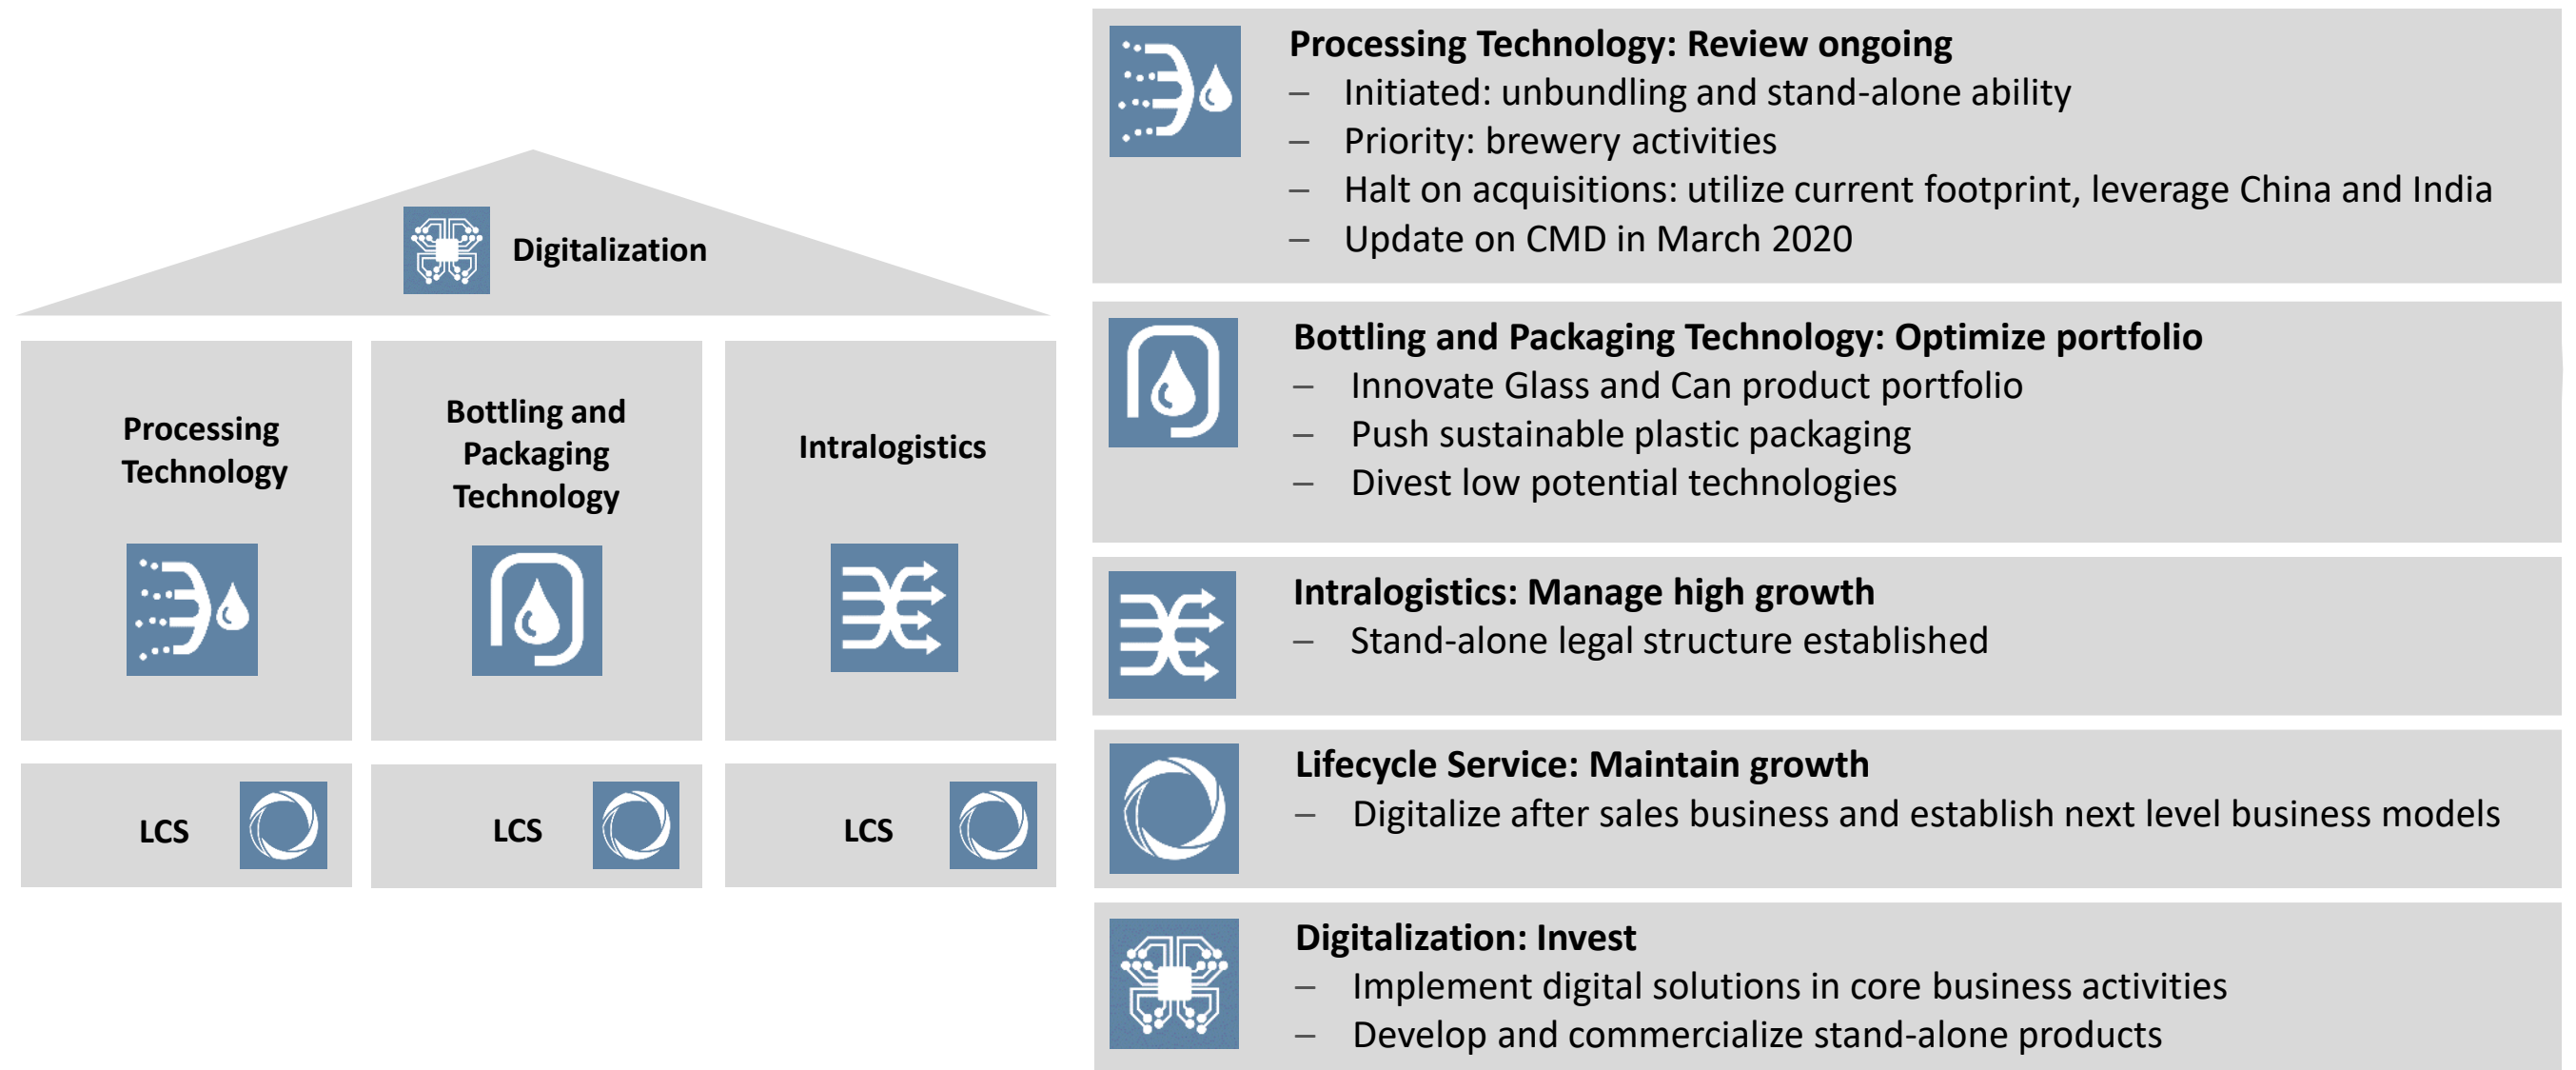 Digitalization
Processing
Technology
Bottling and
Packaging
Technology
Intralogistics
LCS
LCS
LCS
Processing Technology: Review ongoing
– Initiated: unbundling and stand-alone ability
– Priority: brewery activities
– Halt on acquisitions: utilize current footprint, leverage China and India
– Update on CMD in March 2020
Bottling and Packaging Technology: Optimize portfolio
– Innovate Glass and Can product portfolio
– Push sustainable plastic packaging
– Divest low potential technologies
Intralogistics: Manage high growth
– Stand-alone legal structure established
Lifecycle Service: Maintain growth
– Digitalize after sales business and establish next level business models
Digitalization: Invest
– Implement digital solutions in core business activities
– Develop and commercialize stand-alone products